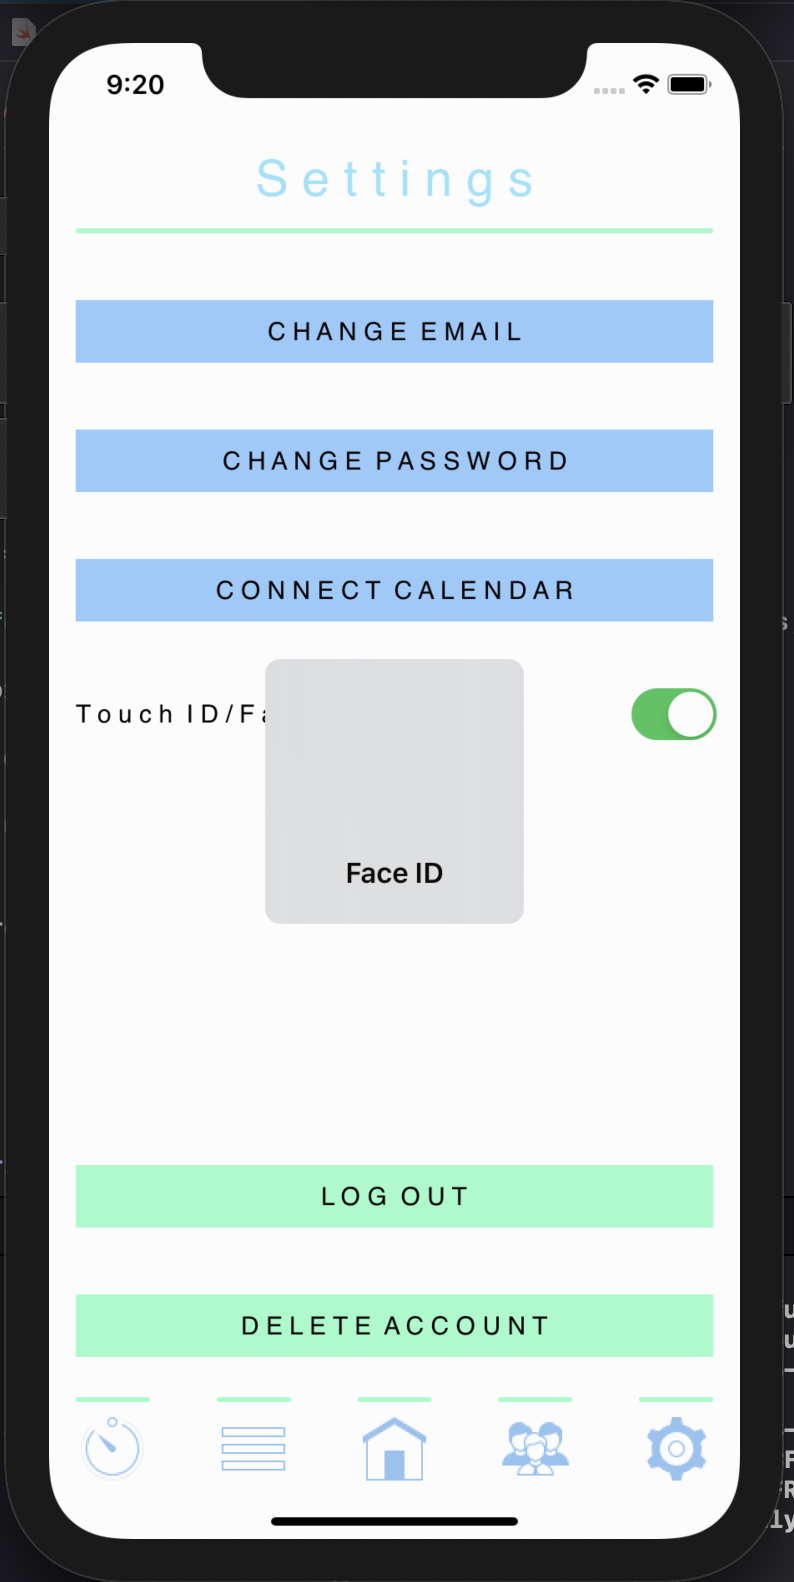 9:20
Settings
CHANGE EMAIL
CHANGE PASSWORD
CONNECT CALENDAR
Touch ID/Fa
Face ID
LOG OUT
DELETE ACCOUNT